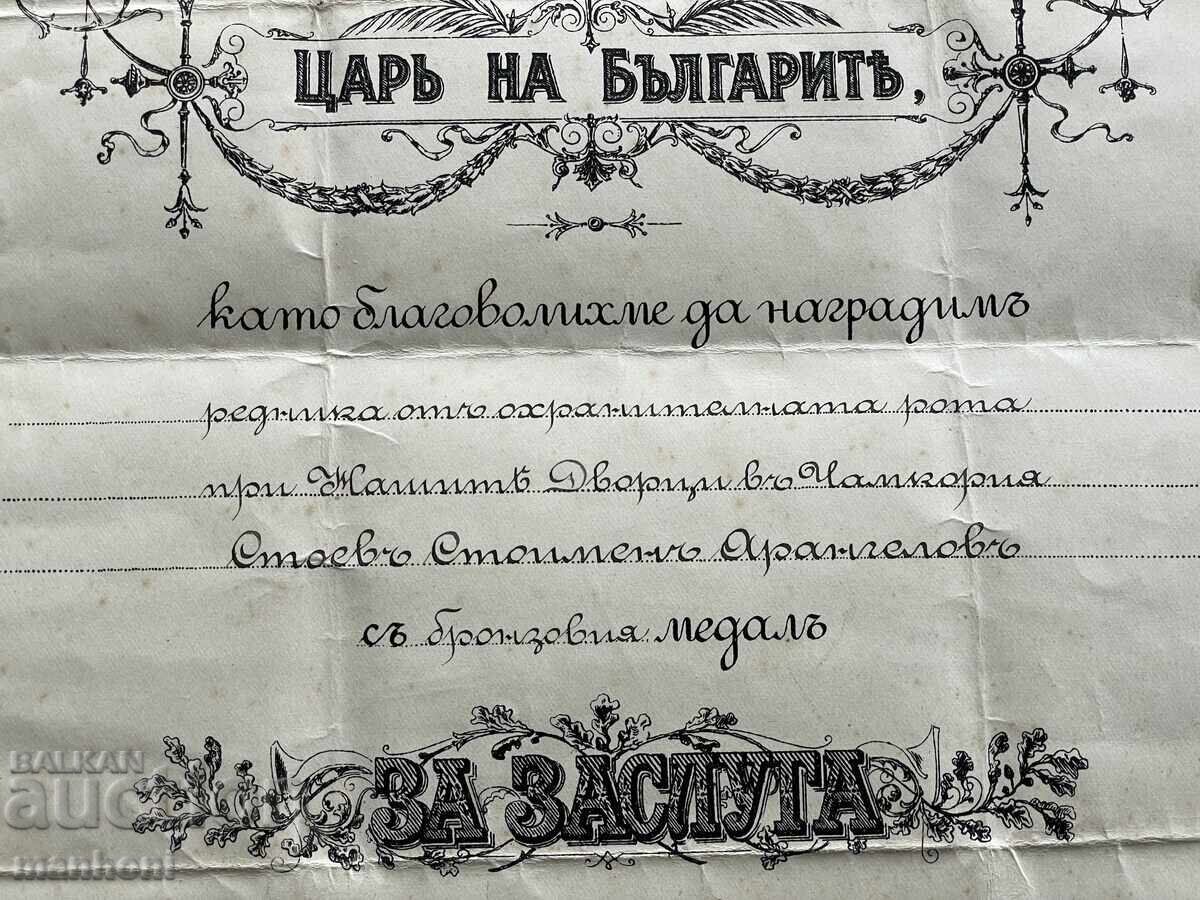 ЦАРЬ НА БЪЛГАРИТѢ,
като благоволихме да наградимъ
редника отъ охранителната рота
при Нашитѣ Дворци въ Чамкория
Стоевъ Стоименъ Арангеловъ
съ бронзовия медалъ
ЗА ЗАСЛУГА
BALKAN
auction
manhoni